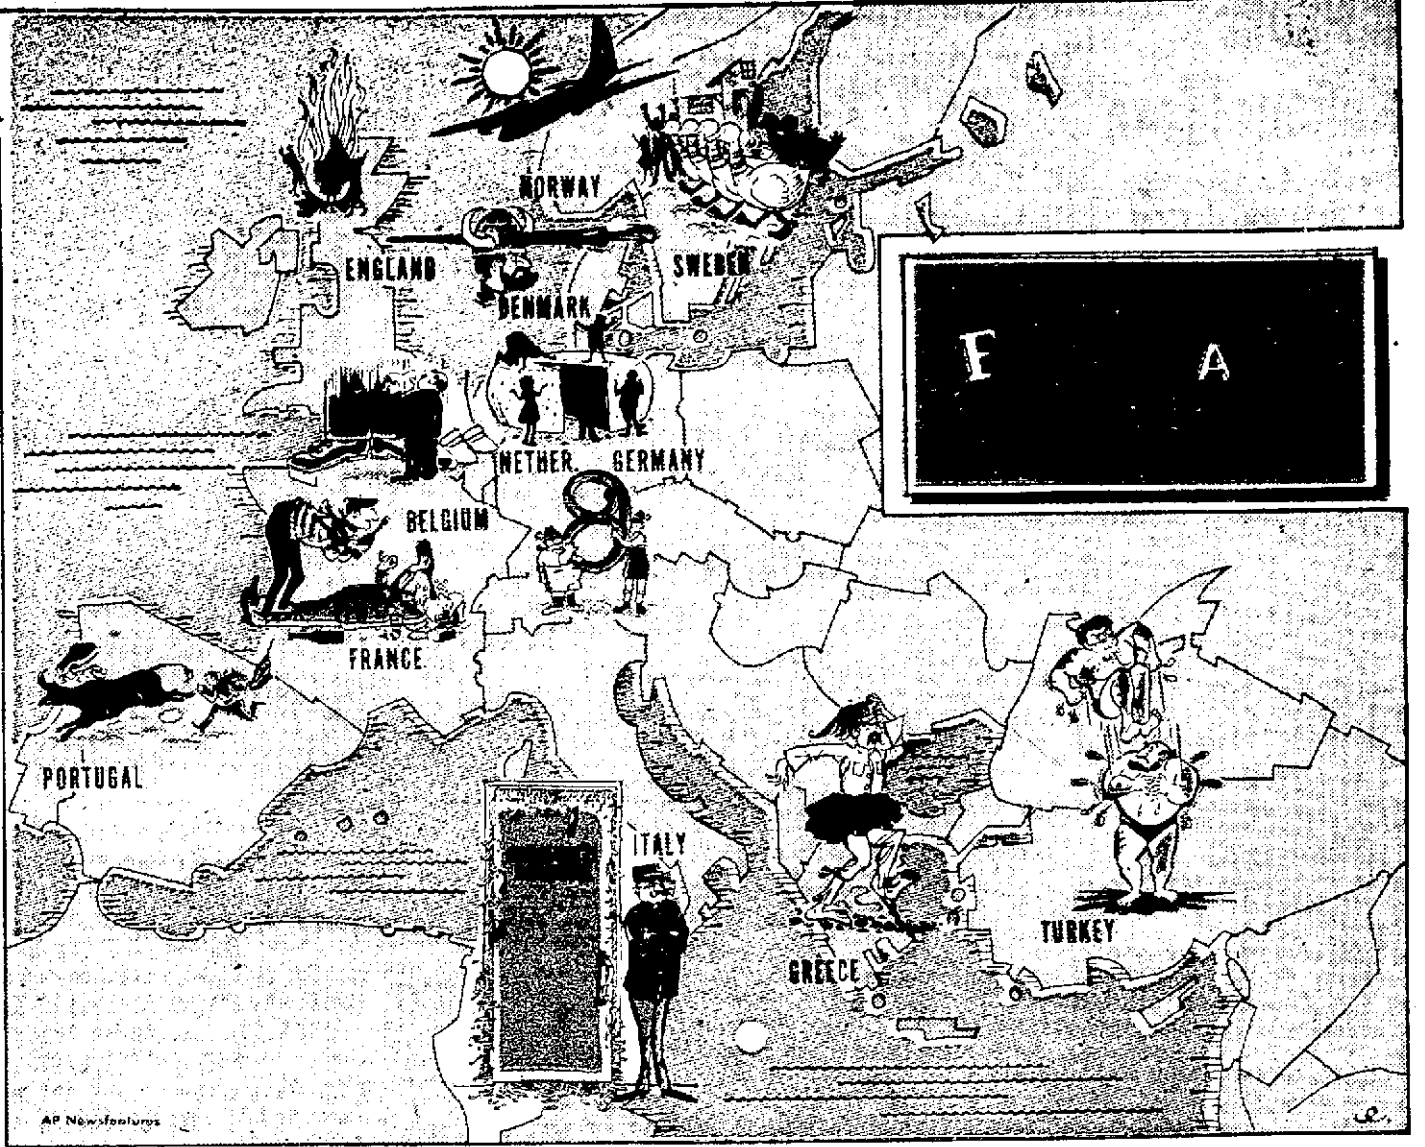 NORWAY
ENGLAND
SWEDEN
DENMARK
NETHER.
GERMANY
BELGIUM
FRANCE
PORTUGAL
ITALY
TURKEY
GREECE
F
A
AP Newsfeatures